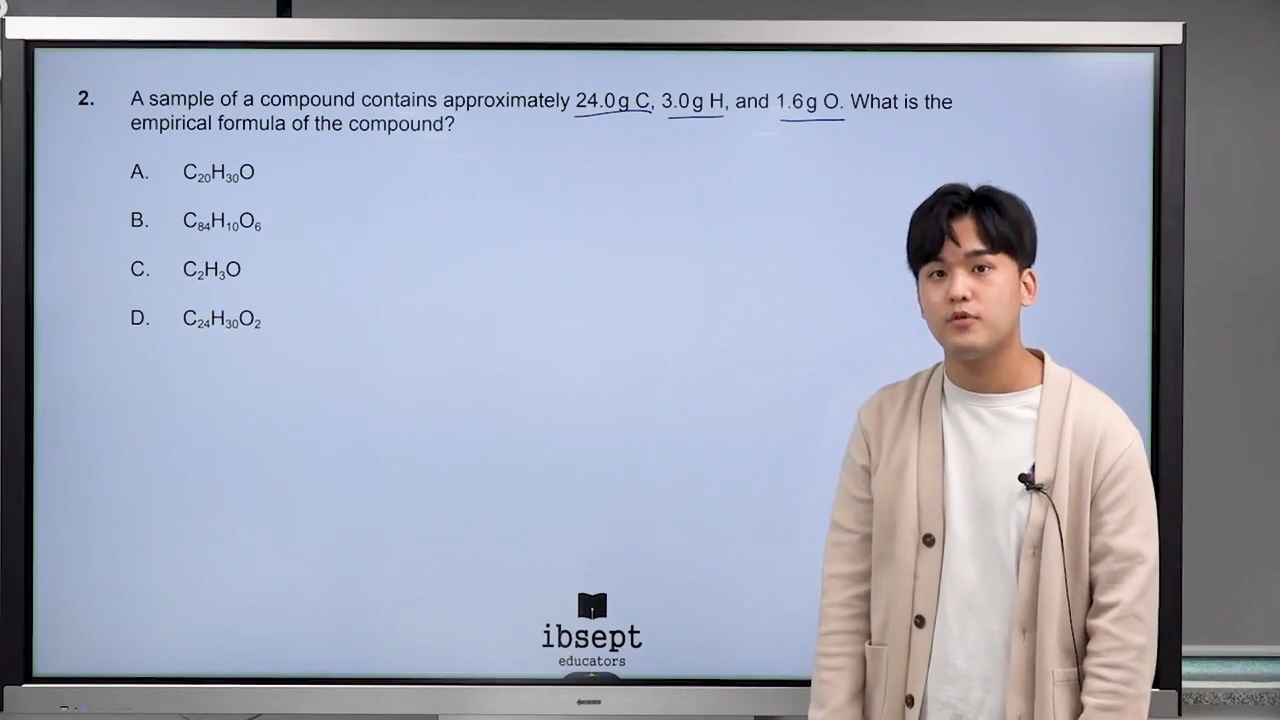 2. A sample of a compound contains approximately 24.0 g C, 3.0 g H, and 1.6 g O. What is the
empirical formula of the compound?
A. C₂₀H₃₀O
B. C₈₄H₁₀O₆
C. C₂H₃O
D. C₂₄H₃₀O₂
ibsept
educators